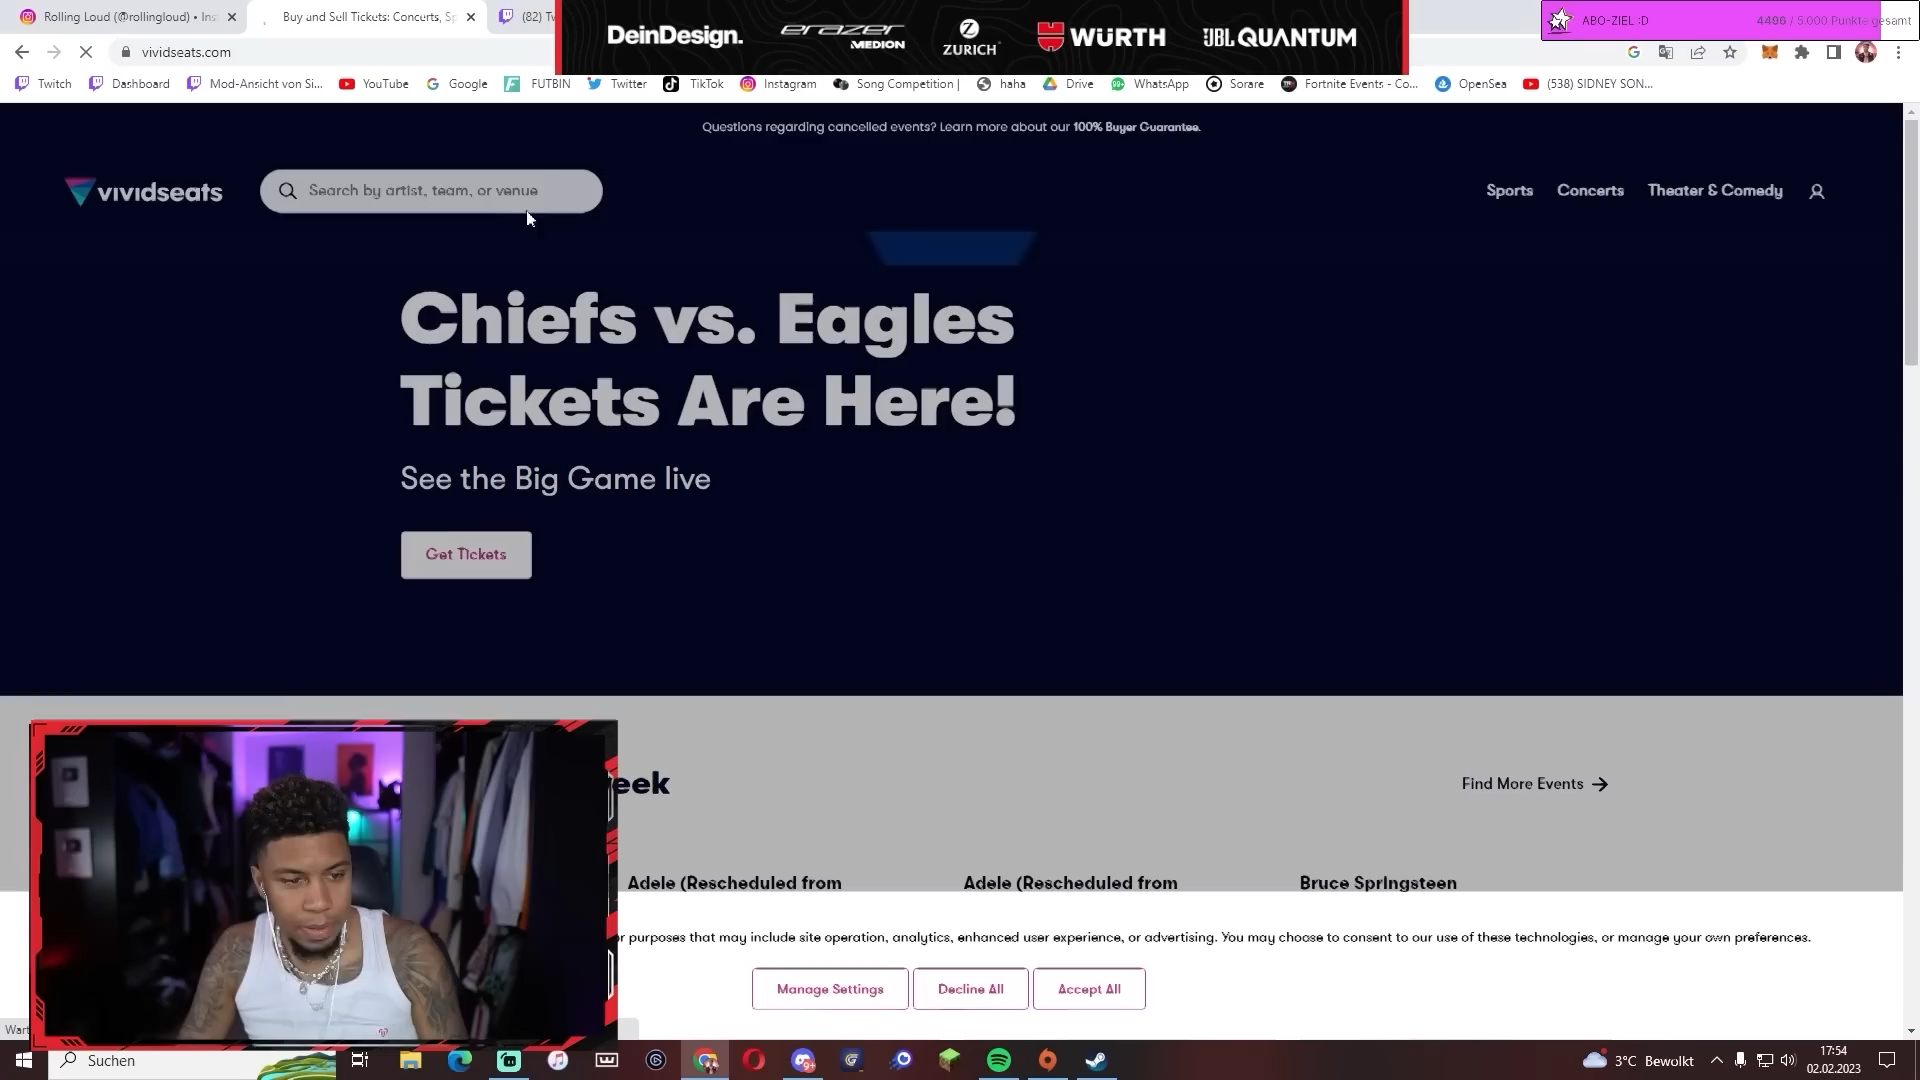 Rolling Loud (@rollingloud) • Ins
Buy and Sell Tickets: Concerts, Sp
(82) Tw
DeinDesign.
erazer
MEDION
ZURICH
WÜRTH
JBL QUANTUM
ABO-ZIEL :D
4496 / 5.000 Punkte gesamt
vividseats.com
Twitch
Dashboard
Mod-Ansicht von Si...
YouTube
Google
FUTBIN
Twitter
TikTok
Instagram
Song Competition |
haha
Drive
WhatsApp
Sorare
Fortnite Events - Co...
OpenSea
(538) SIDNEY SON...
Questions regarding cancelled events? Learn more about our 100% Buyer Guarantee.
vividseats
Search by artist, team, or venue
Sports
Concerts
Theater & Comedy
Chiefs vs. Eagles
Tickets Are Here!
See the Big Game live
Get Tickets
eek
Find More Events →
Adele (Rescheduled from
Adele (Rescheduled from
Bruce Springsteen
or purposes that may include site operation, analytics, enhanced user experience, or advertising. You may choose to consent to our use of these technologies, or manage your own preferences.
Manage Settings
Decline All
Accept All
Wart
Suchen
3°C Bewölkt
17:54
02.02.2023